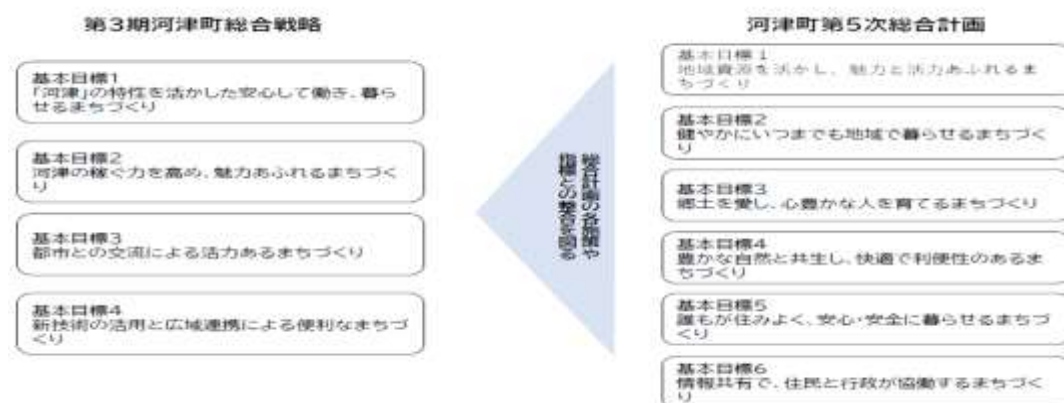 第3期河津町総合戦略
基本目標1
「河津」の特性を活かした安心して働き、暮ら
せるまちづくり
基本目標2
河津の稼ぐ力を高め、魅力あふれるまちづく
り
基本目標3
都市との交流による活力あるまちづくり
基本目標4
新技術の活用と広域連携による便利なまちづ
くり
総合計画の各施策や
指標との整合を図る
河津町第5次総合計画
基本目標1
地域資源を活かし、魅力と活力あふれるま
ちづくり
基本目標2
健やかにいつまでも地域で暮らせるまちづく
り
基本目標3
郷土を愛し、心豊かな人を育てるまちづくり
基本目標4
豊かな自然と共生し、快適で利便性のあるま
ちづくり
基本目標5
誰もが住みよく、安心・安全に暮らせるまちづ
くり
基本目標6
情報共有で、住民と行政が協働するまちづく
り